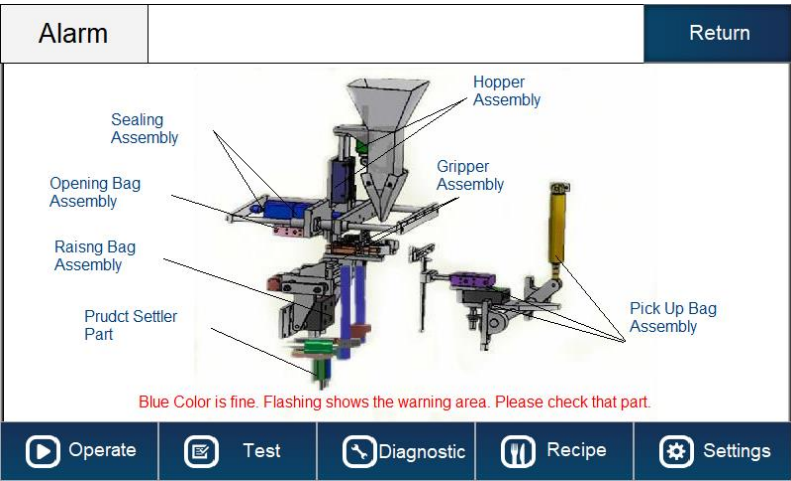 Alarm
Return
Hopper
Assembly
Sealing
Assembly
Gripper
Assembly
Opening Bag
Assembly
Raisng Bag
Assembly
Prudct Settler
Part
Pick Up Bag
Assembly
Blue Color is fine. Flashing shows the warning area. Please check that part.
Operate
Test
Diagnostic
Recipe
Settings